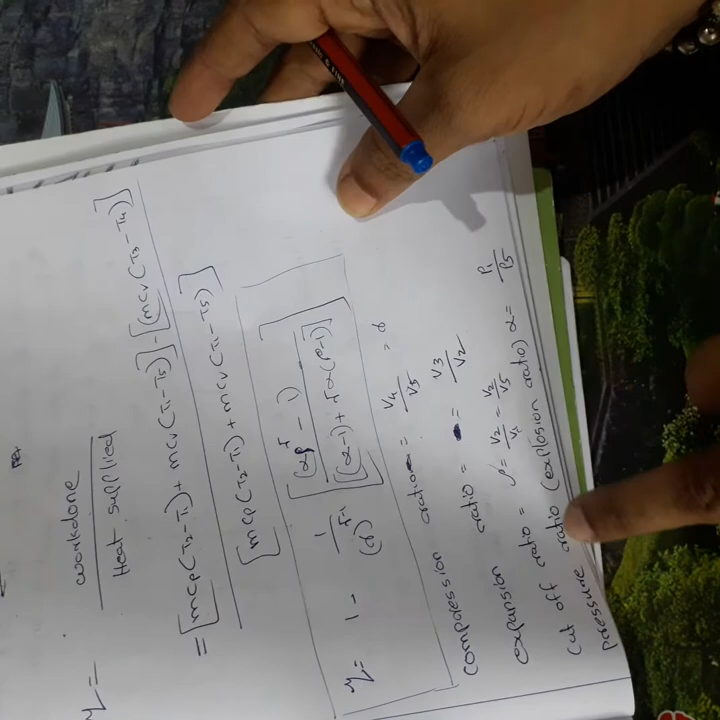 η = workdone / Heat supplied
= [mcp(T2-T1) + mcv(T1-T5)] - [mcv(T3-T4)] / [mcp(T2-T1) + mcv(T1-T5)]
η = 1 - 1/(r)^r-1 [(αρ^r - 1) / [(α-1) + rα(ρ-1)]]
compression ratio = V4/V5 = r
expansion ratio = = V3/V2
cut off ratio = ρ = V2/V1 = V2/V5
pressure ratio (explosion ratio) α = P1/P5